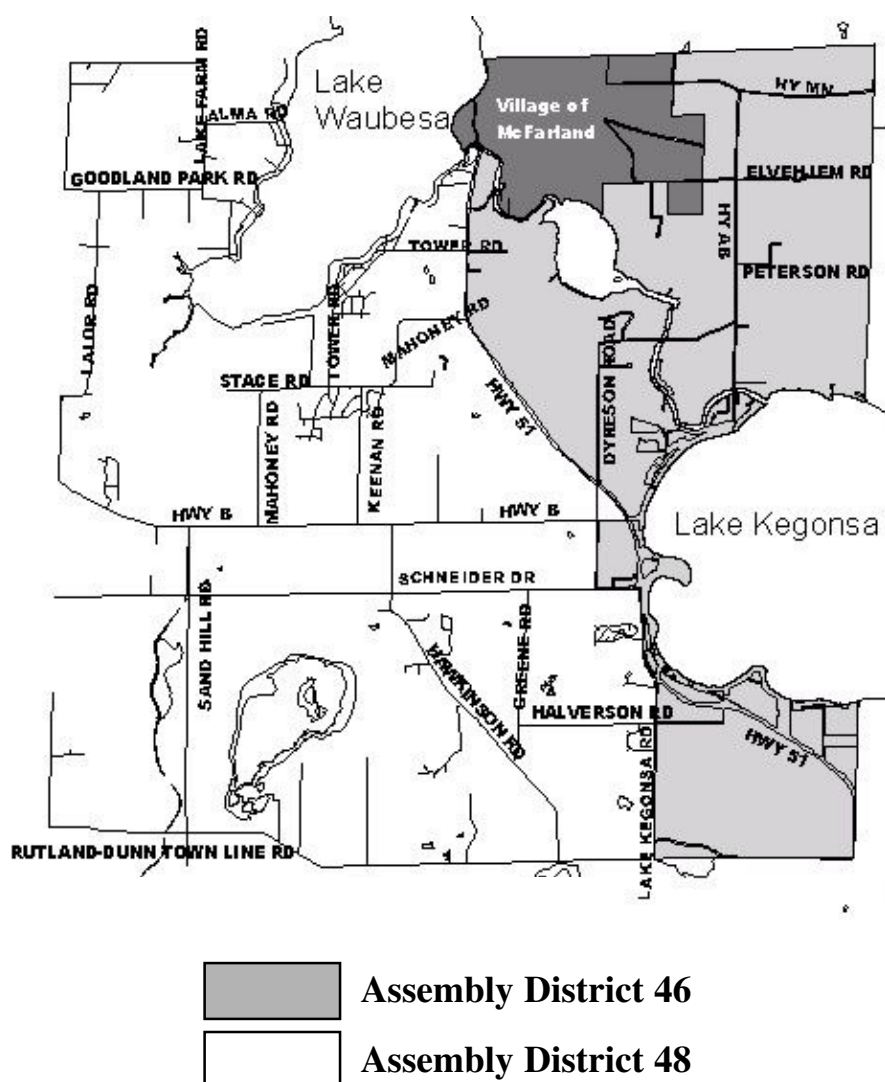 LAKE FARM RD
Lake
Waubesa
ALMA RD
Village of
McFarland
HY MN
GOODLAND PARK RD
ELVEHJEM RD
HY AB
TOWER RD
PETERSON RD
LALOR RD
TOWER RD
MAHONEY RD
STACE RD
HWY 51
DYRESON ROAD
MAHONEY RD
KEENAN RD
HWY B
HWY B
Lake Kegonsa
SCHNEIDER DR
SAND HILL RD
GREENE RD
HAWKINSON RD
HALVERSON RD
HWY 51
LAKE KEGONSA RD
RUTLAND-DUNN TOWN LINE RD
Assembly District 46
Assembly District 48